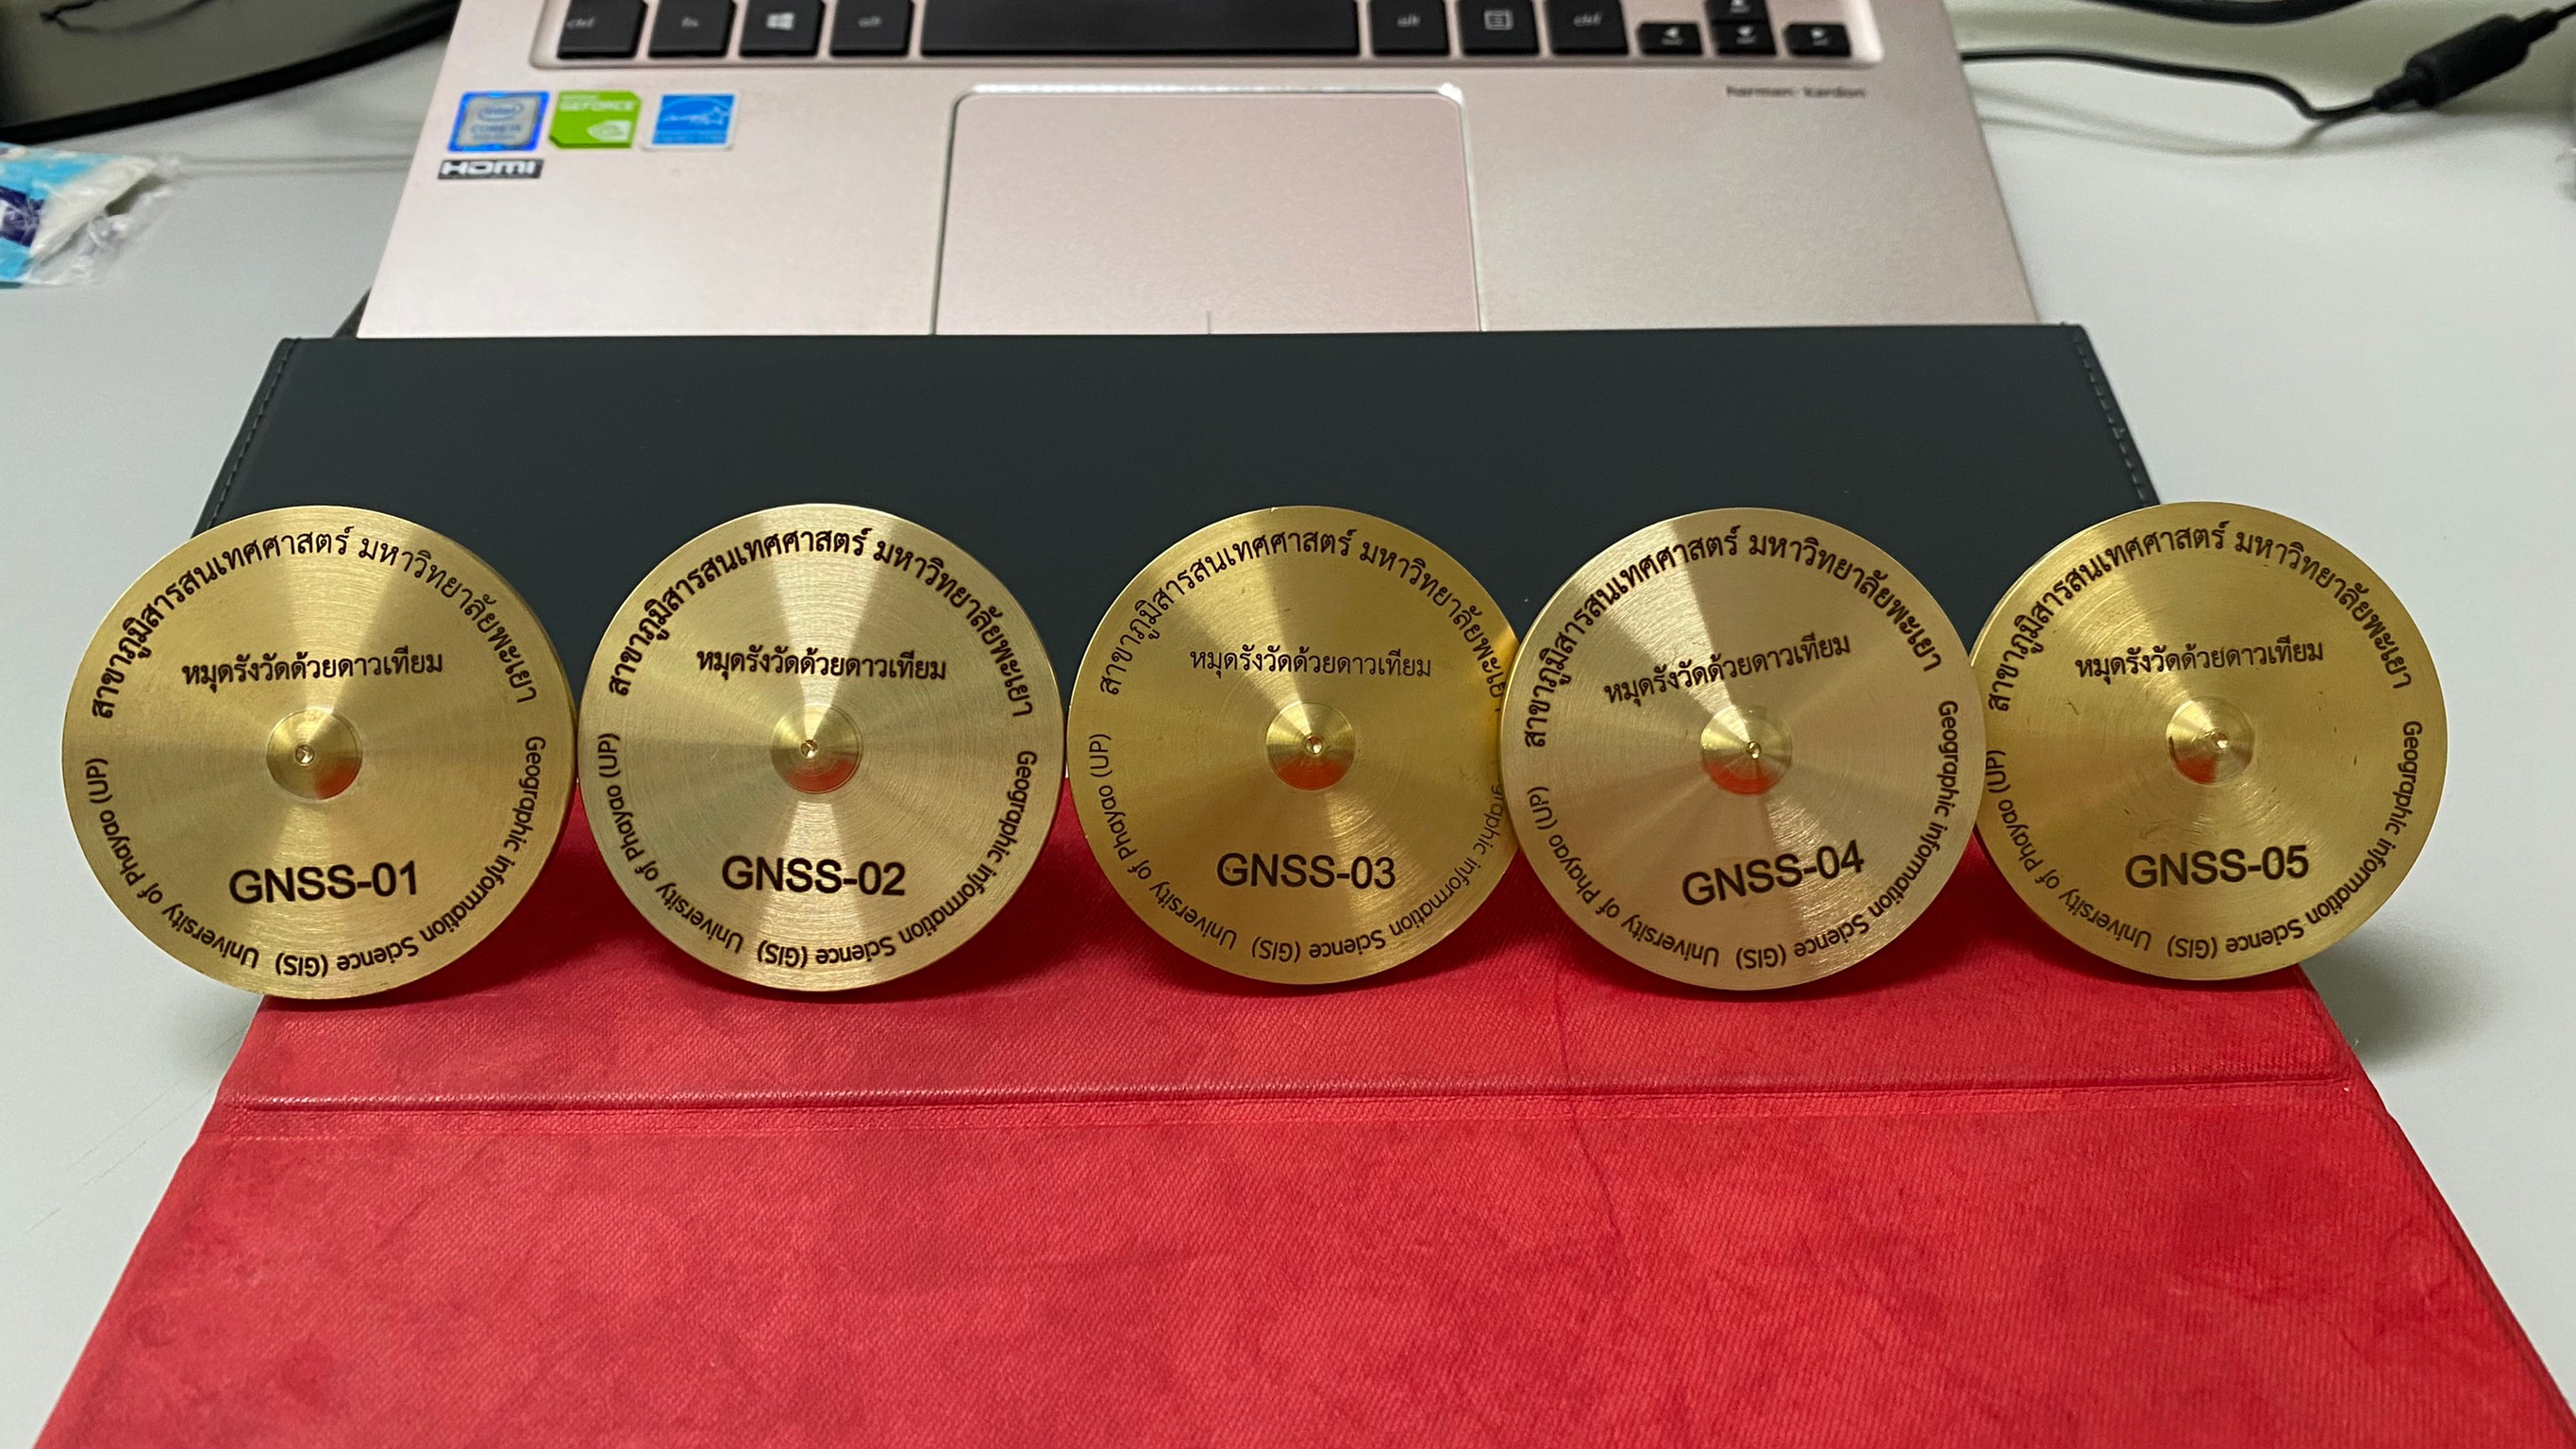 ctrl
fn
alt
alt
ctrl
harman/kardon
intel
CORE i5
GEFORCE
HDMI
สาขาภูมิสารสนเทศศาสตร์ มหาวิทยาลัยพะเยา
หมุดรังวัดด้วยดาวเทียม
GNSS-01
Geographic information Science (GIS) University of Phayao (UP)
สาขาภูมิสารสนเทศศาสตร์ มหาวิทยาลัยพะเยา
หมุดรังวัดด้วยดาวเทียม
GNSS-02
Geographic information Science (GIS) University of Phayao (UP)
สาขาภูมิสารสนเทศศาสตร์ มหาวิทยาลัยพะเย
หมุดรังวัดด้วยดาวเทียม
GNSS-03
graphic information Science (GIS) University of Phayao (UP)
สาขาภูมิสารสนเทศศาสตร์ มหาวิทยาลัยพะเยา
หมุดรังวัดด้วยดาวเทียม
GNSS-04
Geographic information Science (GIS) University of Phayao (UP)
สาขาภูมิสารสนเทศศาสตร์ มหาวิทยาลัยพะเยา
หมุดรังวัดด้วยดาวเทียม
GNSS-05
Geographic information Science (GIS) University of Phayao (UP)